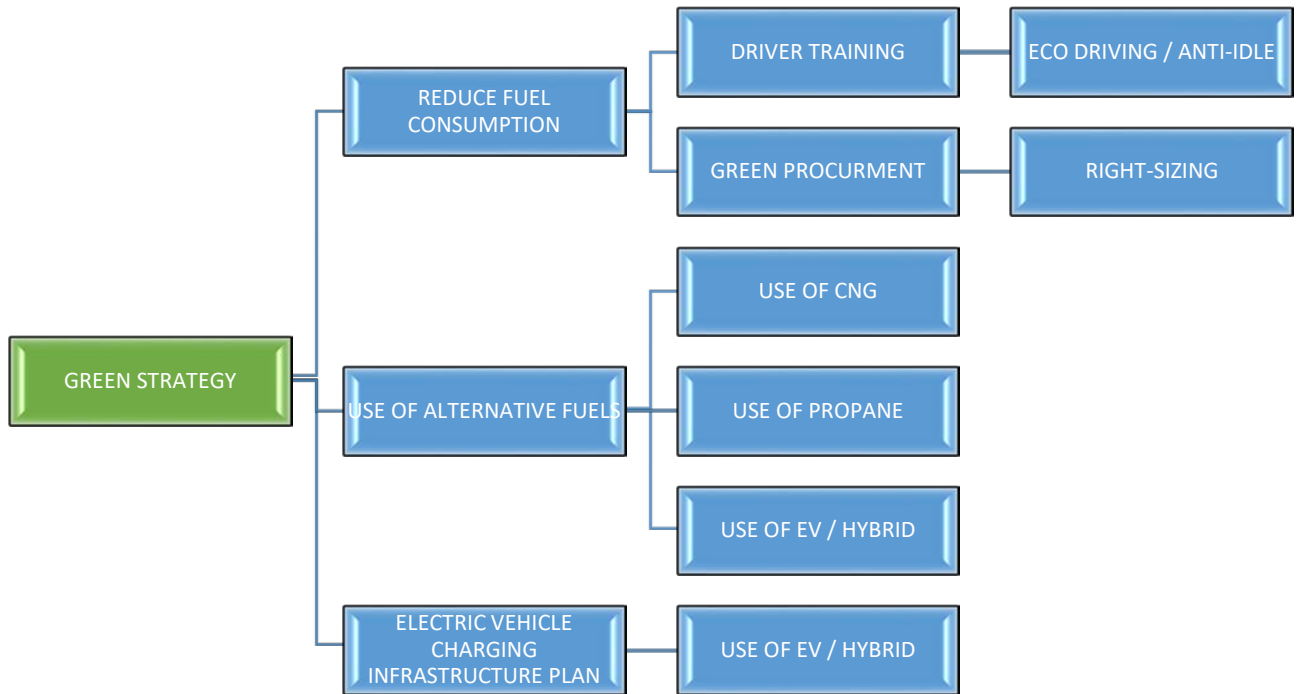 GREEN STRATEGY
REDUCE FUEL
CONSUMPTION
DRIVER TRAINING
ECO DRIVING / ANTI-IDLE
GREEN PROCURMENT
RIGHT-SIZING
USE OF ALTERNATIVE FUELS
USE OF CNG
USE OF PROPANE
USE OF EV / HYBRID
ELECTRIC VEHICLE
CHARGING
INFRASTRUCTURE PLAN
USE OF EV / HYBRID